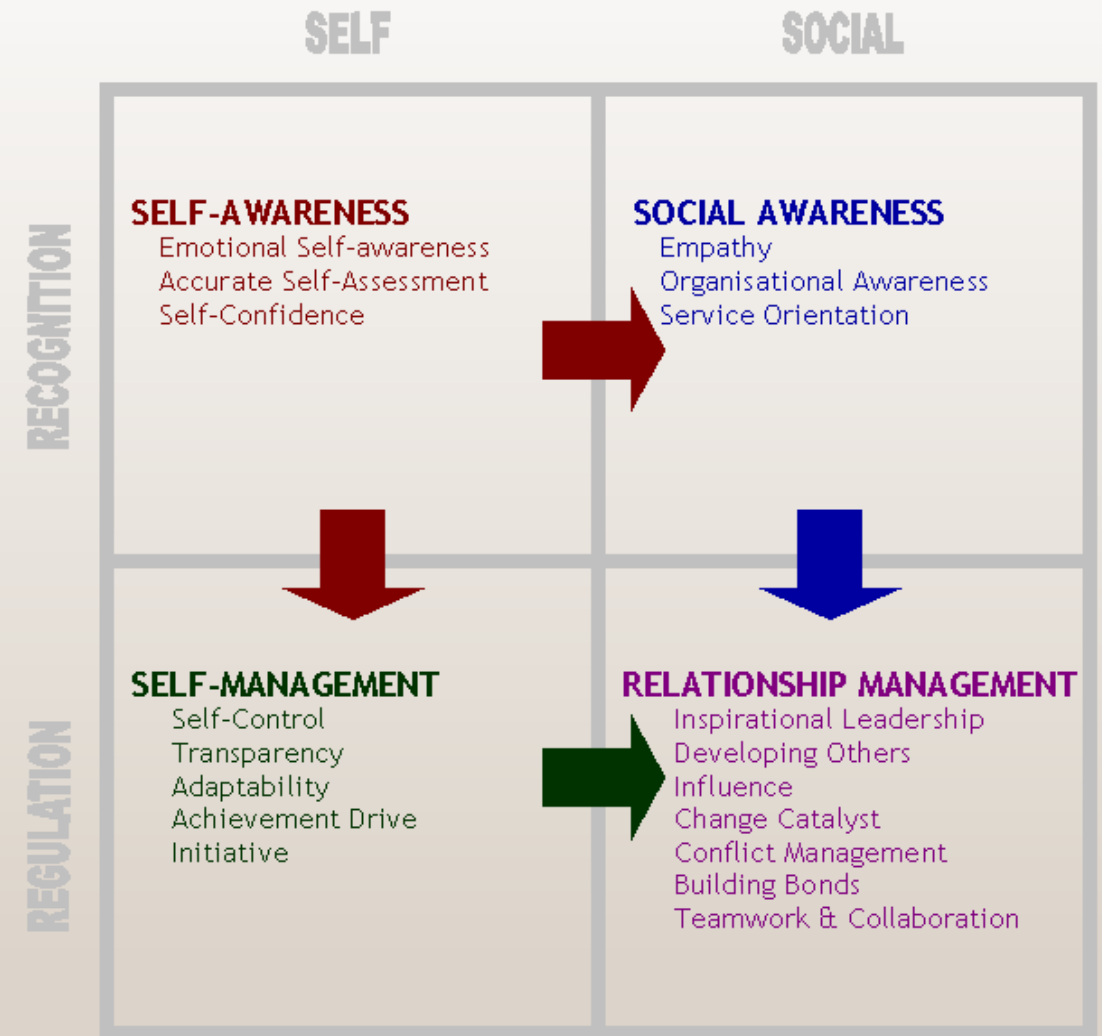 SELF
SOCIAL
RECOGNITION
SELF-AWARENESS
Emotional Self-awareness
Accurate Self-Assessment
Self-Confidence
SOCIAL AWARENESS
Empathy
Organisational Awareness
Service Orientation
REGULATION
SELF-MANAGEMENT
Self-Control
Transparency
Adaptability
Achievement Drive
Initiative
RELATIONSHIP MANAGEMENT
Inspirational Leadership
Developing Others
Influence
Change Catalyst
Conflict Management
Building Bonds
Teamwork & Collaboration